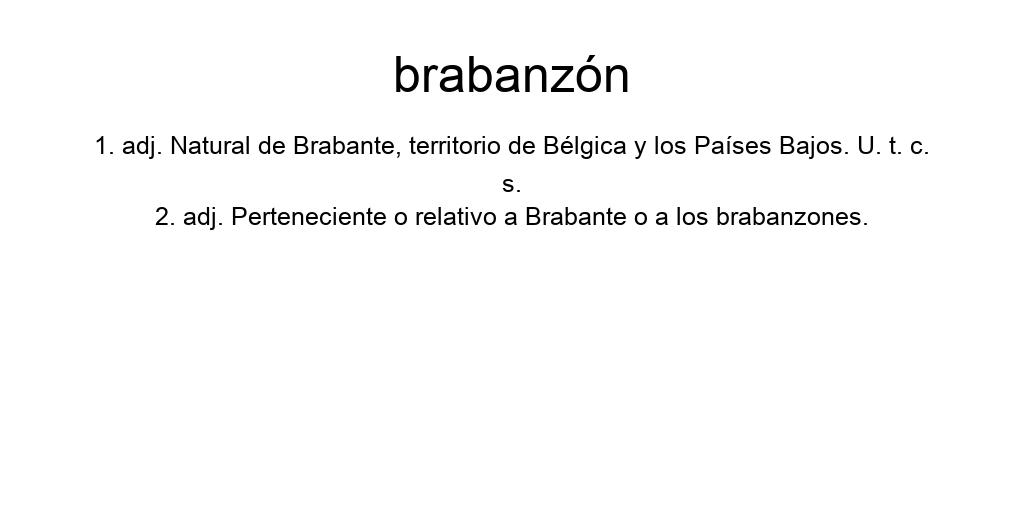 brabanzón
1. adj. Natural de Brabante, territorio de Bélgica y los Países Bajos. U. t. c.
s.
2. adj. Perteneciente o relativo a Brabante o a los brabanzones.